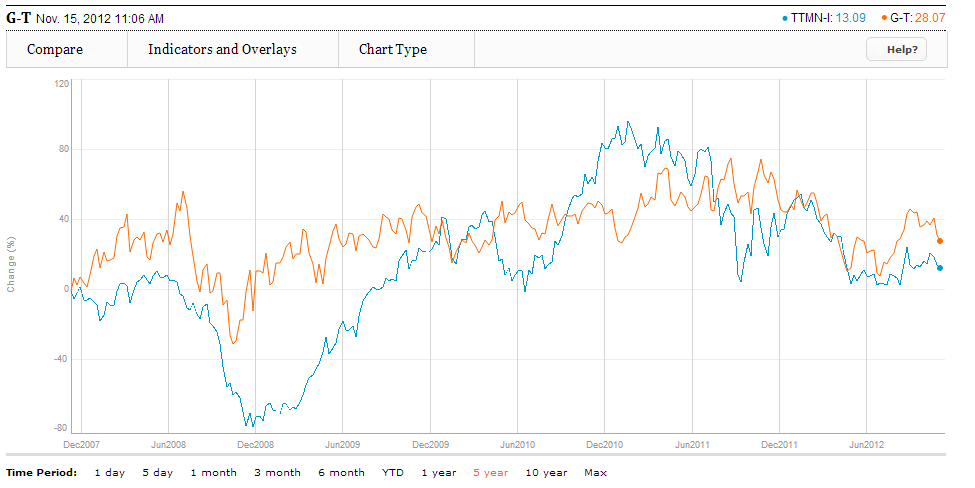 G-T Nov. 15, 2012 11:06 AM TTMN-I: 13.09 G-T: 28.07
Compare Indicators and Overlays Chart Type Help?
120
80
40
0
-40
-80
Change (%)
Dec2007 Jun2008 Dec2008 Jun2009 Dec2009 Jun2010 Dec2010 Jun2011 Dec2011 Jun2012
Time Period: 1 day 5 day 1 month 3 month 6 month YTD 1 year 5 year 10 year Max